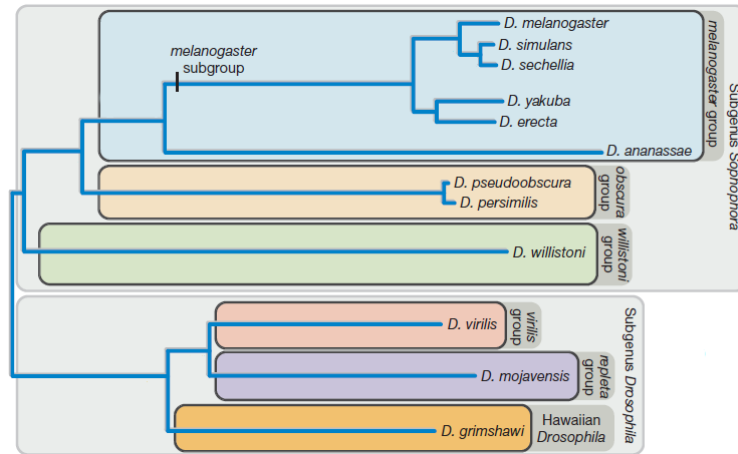 D. melanogaster
D. simulans
D. sechellia
melanogaster
subgroup
D. yakuba
D. erecta
D. ananassae
melanogaster group
Subgenus Sophophora
D. pseudoobscura
D. persimilis
obscura
group
D. willistoni
willistoni
group
D. virilis
virilis
group
D. mojavensis
repleta
group
D. grimshawi
Hawaiian
Drosophila
Subgenus Drosophila